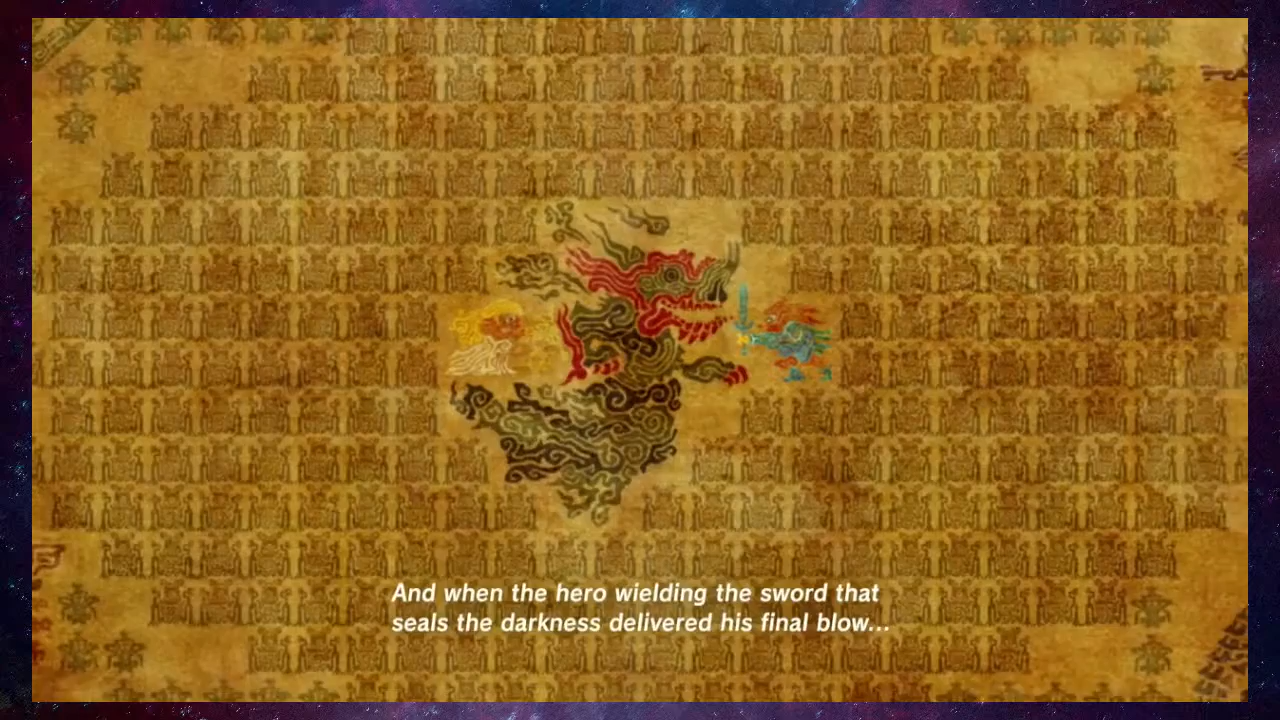 And when the hero wielding the sword that
seals the darkness delivered his final blow...